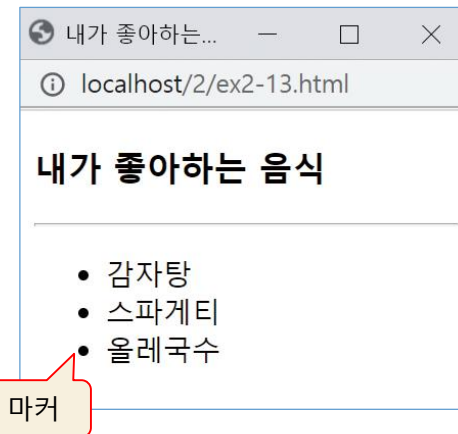 내가 좋아하는...
localhost/2/ex2-13.html
내가 좋아하는 음식
감자탕
스파게티
올레국수
마커